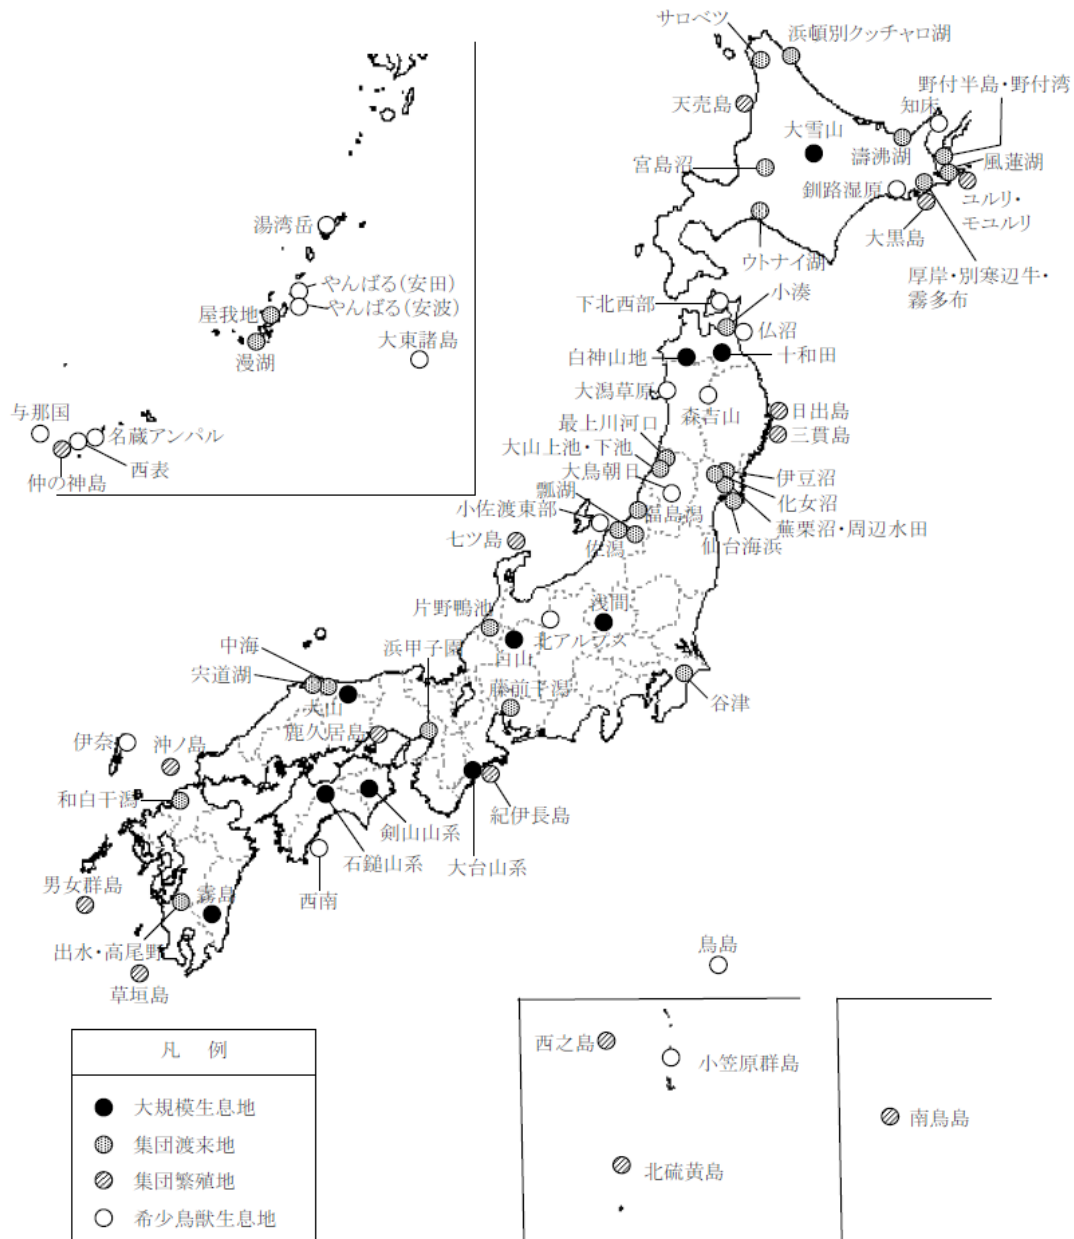 サロベツ
浜頓別クッチャロ湖
野付半島・野付湾
知床
天売島
大雪山
濤沸湖
風蓮湖
宮島沼
釧路湿原
ユルリ・
モユルリ
大黒島
ウトナイ湖
厚岸・別寒辺牛・
霧多布
湯湾岳
やんばる(安田)
やんばる(安波)
屋我地
漫湖
大東諸島
与那国
名蔵アンパル
西表
仲の神島
下北西部
小湊
仏沼
白神山地
十和田
大潟草原
森吉山
日出島
三貫島
最上川河口
大山上池・下池
大鳥朝日
伊豆沼
化女沼
蕪栗沼・周辺水田
仙台海浜
瓢湖
福島潟
小佐渡東部
佐潟
七ツ島
片野鴨池
浅間
北アルプス
白山
中海
宍道湖
浜甲子園
藤前干潟
谷津
大山
鹿久居島
伊奈
沖ノ島
和白干潟
紀伊長島
剣山山系
石鎚山系
大台山系
西南
男女群島
霧島
出水・高尾野
草垣島
鳥島
西之島
小笠原群島
北硫黄島
南鳥島
凡 例
大規模生息地
集団渡来地
集団繁殖地
希少鳥獣生息地